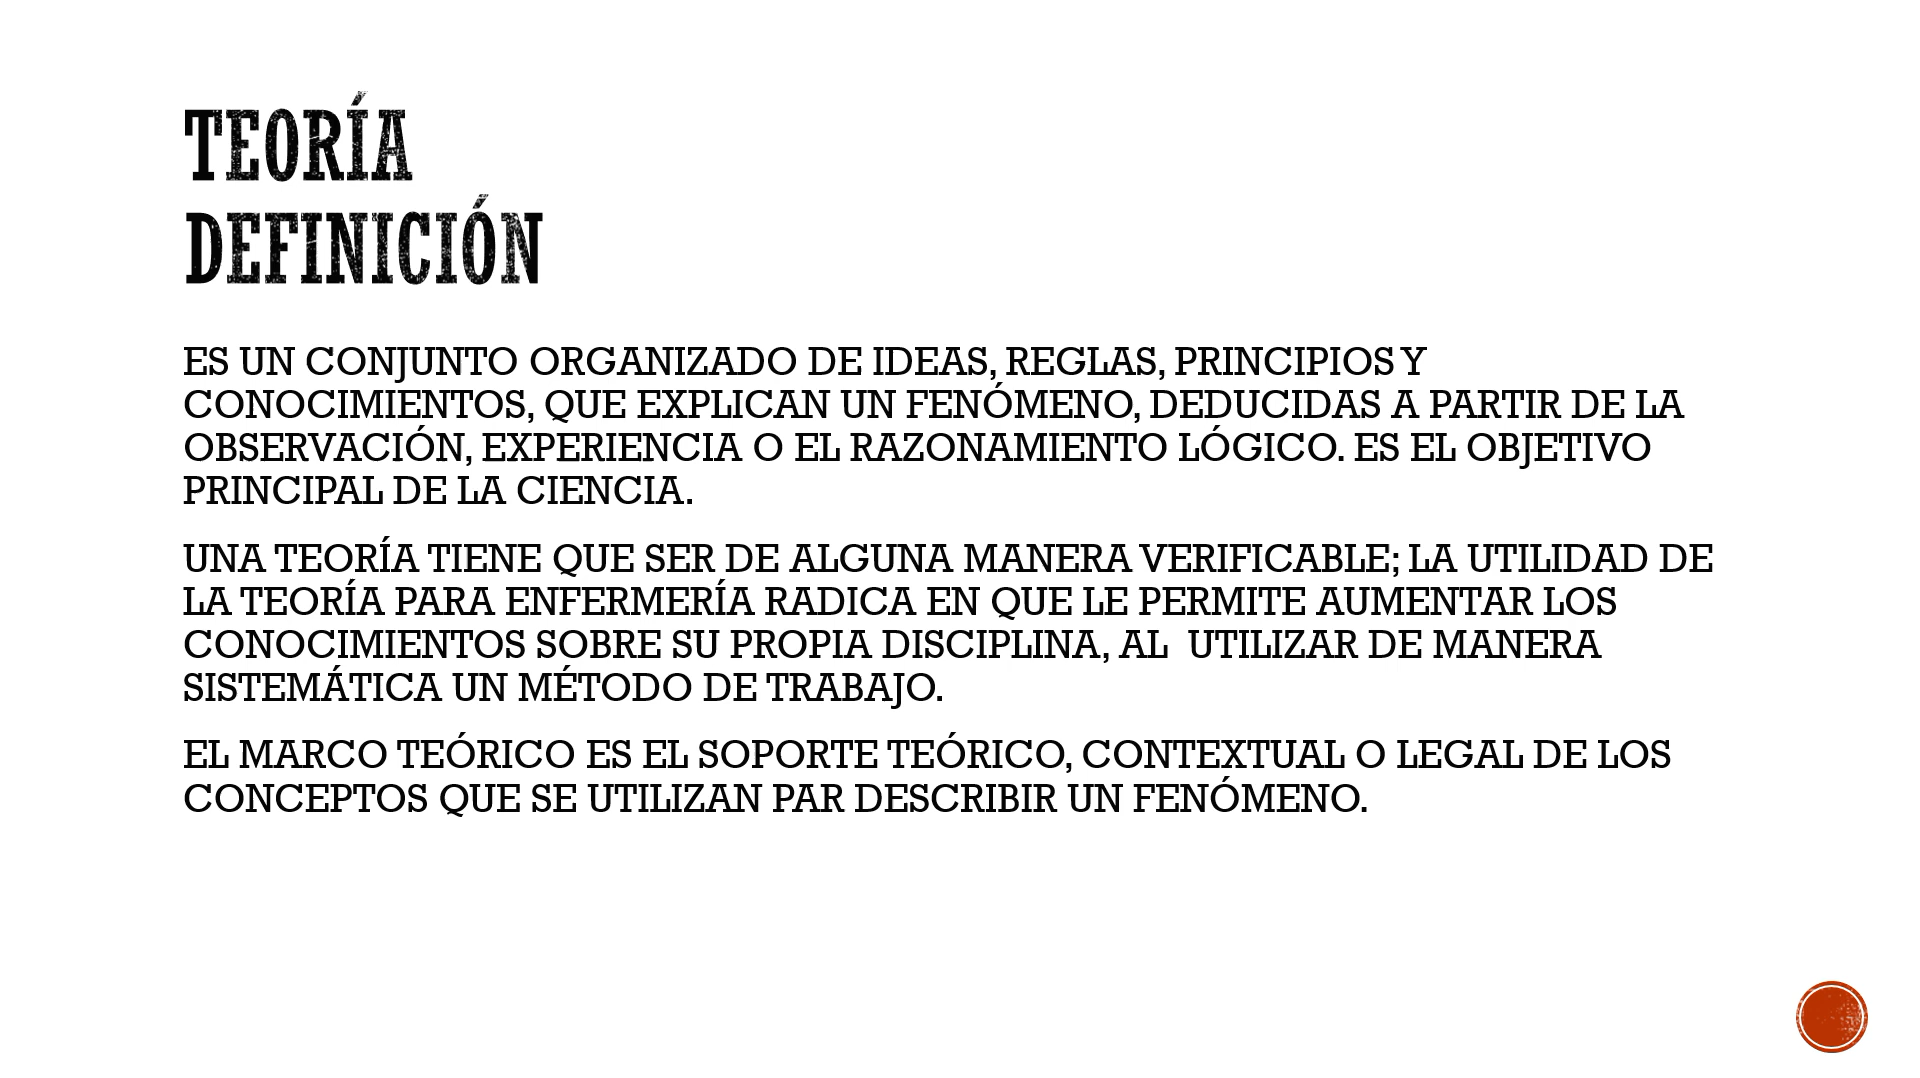 TEORÍA
DEFINICIÓN
ES UN CONJUNTO ORGANIZADO DE IDEAS, REGLAS, PRINCIPIOS Y
CONOCIMIENTOS, QUE EXPLICAN UN FENÓMENO, DEDUCIDAS A PARTIR DE LA
OBSERVACIÓN, EXPERIENCIA O EL RAZONAMIENTO LÓGICO. ES EL OBJETIVO
PRINCIPAL DE LA CIENCIA.
UNA TEORÍA TIENE QUE SER DE ALGUNA MANERA VERIFICABLE; LA UTILIDAD DE
LA TEORÍA PARA ENFERMERÍA RADICA EN QUE LE PERMITE AUMENTAR LOS
CONOCIMIENTOS SOBRE SU PROPIA DISCIPLINA, AL  UTILIZAR DE MANERA
SISTEMÁTICA UN MÉTODO DE TRABAJO.
EL MARCO TEÓRICO ES EL SOPORTE TEÓRICO, CONTEXTUAL O LEGAL DE LOS
CONCEPTOS QUE SE UTILIZAN PAR DESCRIBIR UN FENÓMENO.